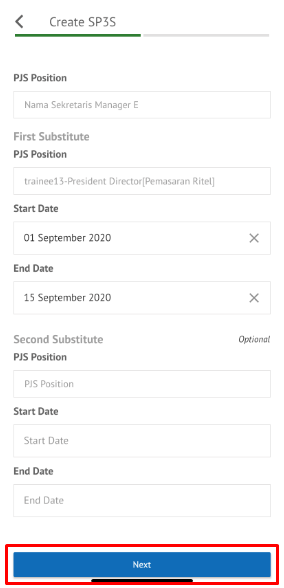 Create SP3S
PJS Position
Nama Sekretaris Manager E
First Substitute
PJS Position
trainee13-President Director[Pemasaran Ritel]
Start Date
01 September 2020
End Date
15 September 2020
Second Substitute Optional
PJS Position
PJS Position
Start Date
Start Date
End Date
End Date
Next